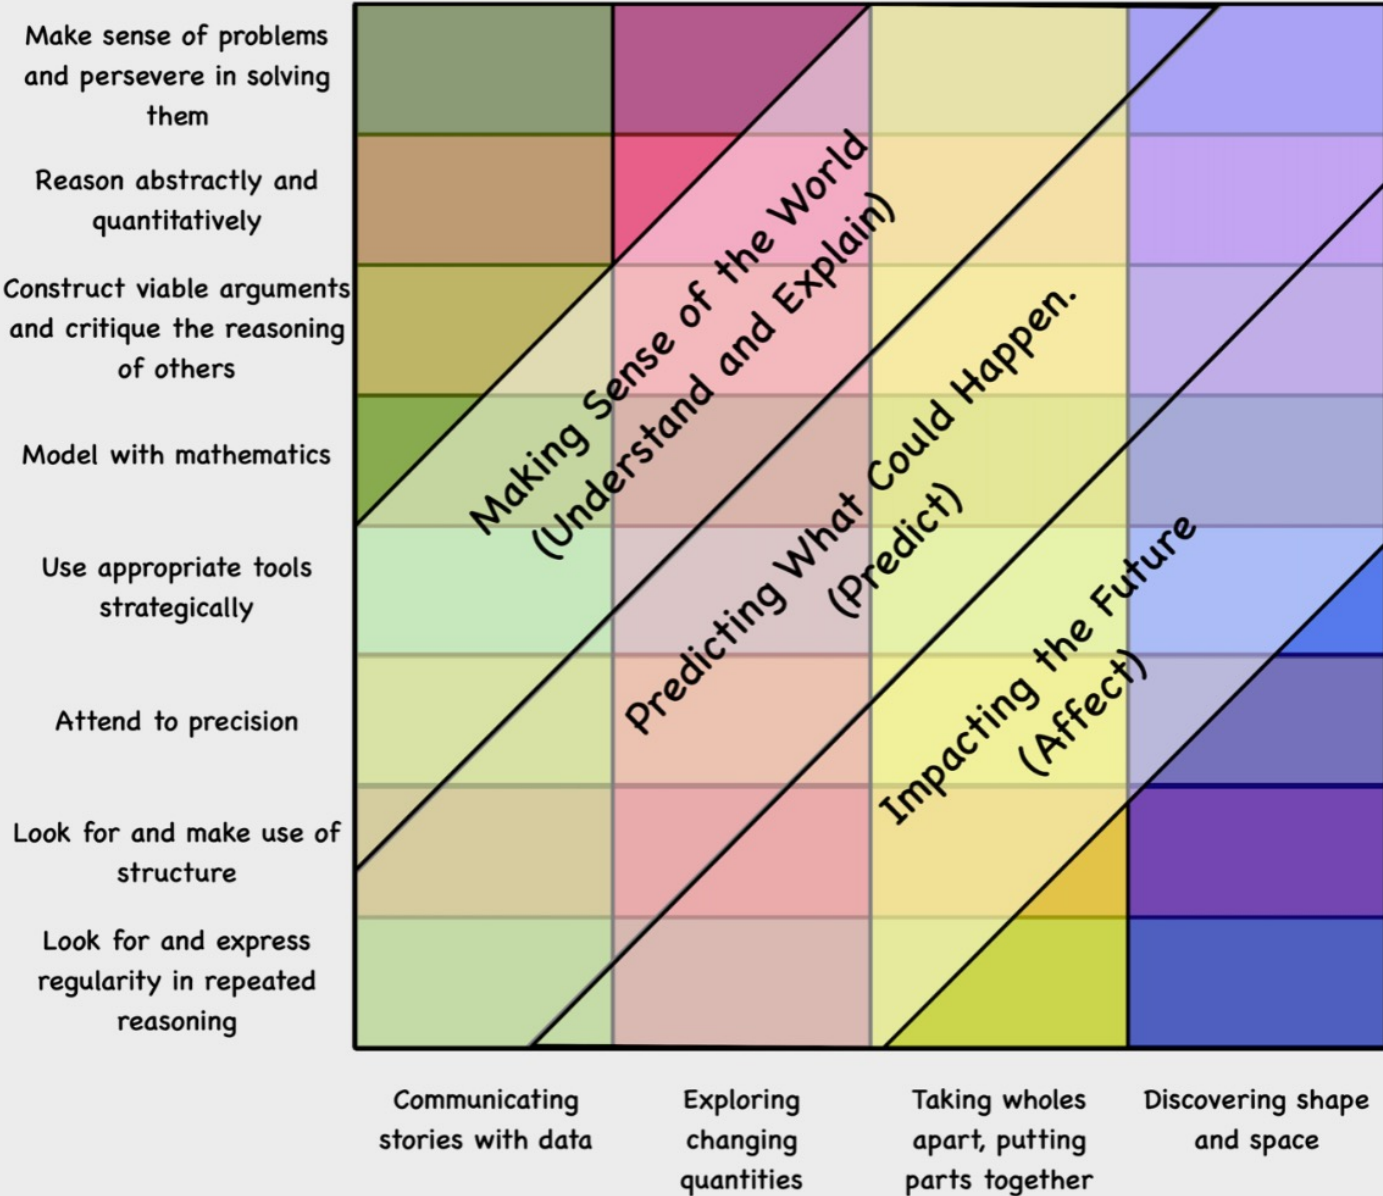 Make sense of problems
and persevere in solving
them
Reason abstractly and
quantitatively
Construct viable arguments
and critique the reasoning
of others
Model with mathematics
Use appropriate tools
strategically
Attend to precision
Look for and make use of
structure
Look for and express
regularity in repeated
reasoning
Making Sense of the World
(Understand and Explain)
Predicting What Could Happen.
(Predict)
Impacting the Future
(Affect)
Communicating
stories with data
Exploring
changing
quantities
Taking wholes
apart, putting
parts together
Discovering shape
and space